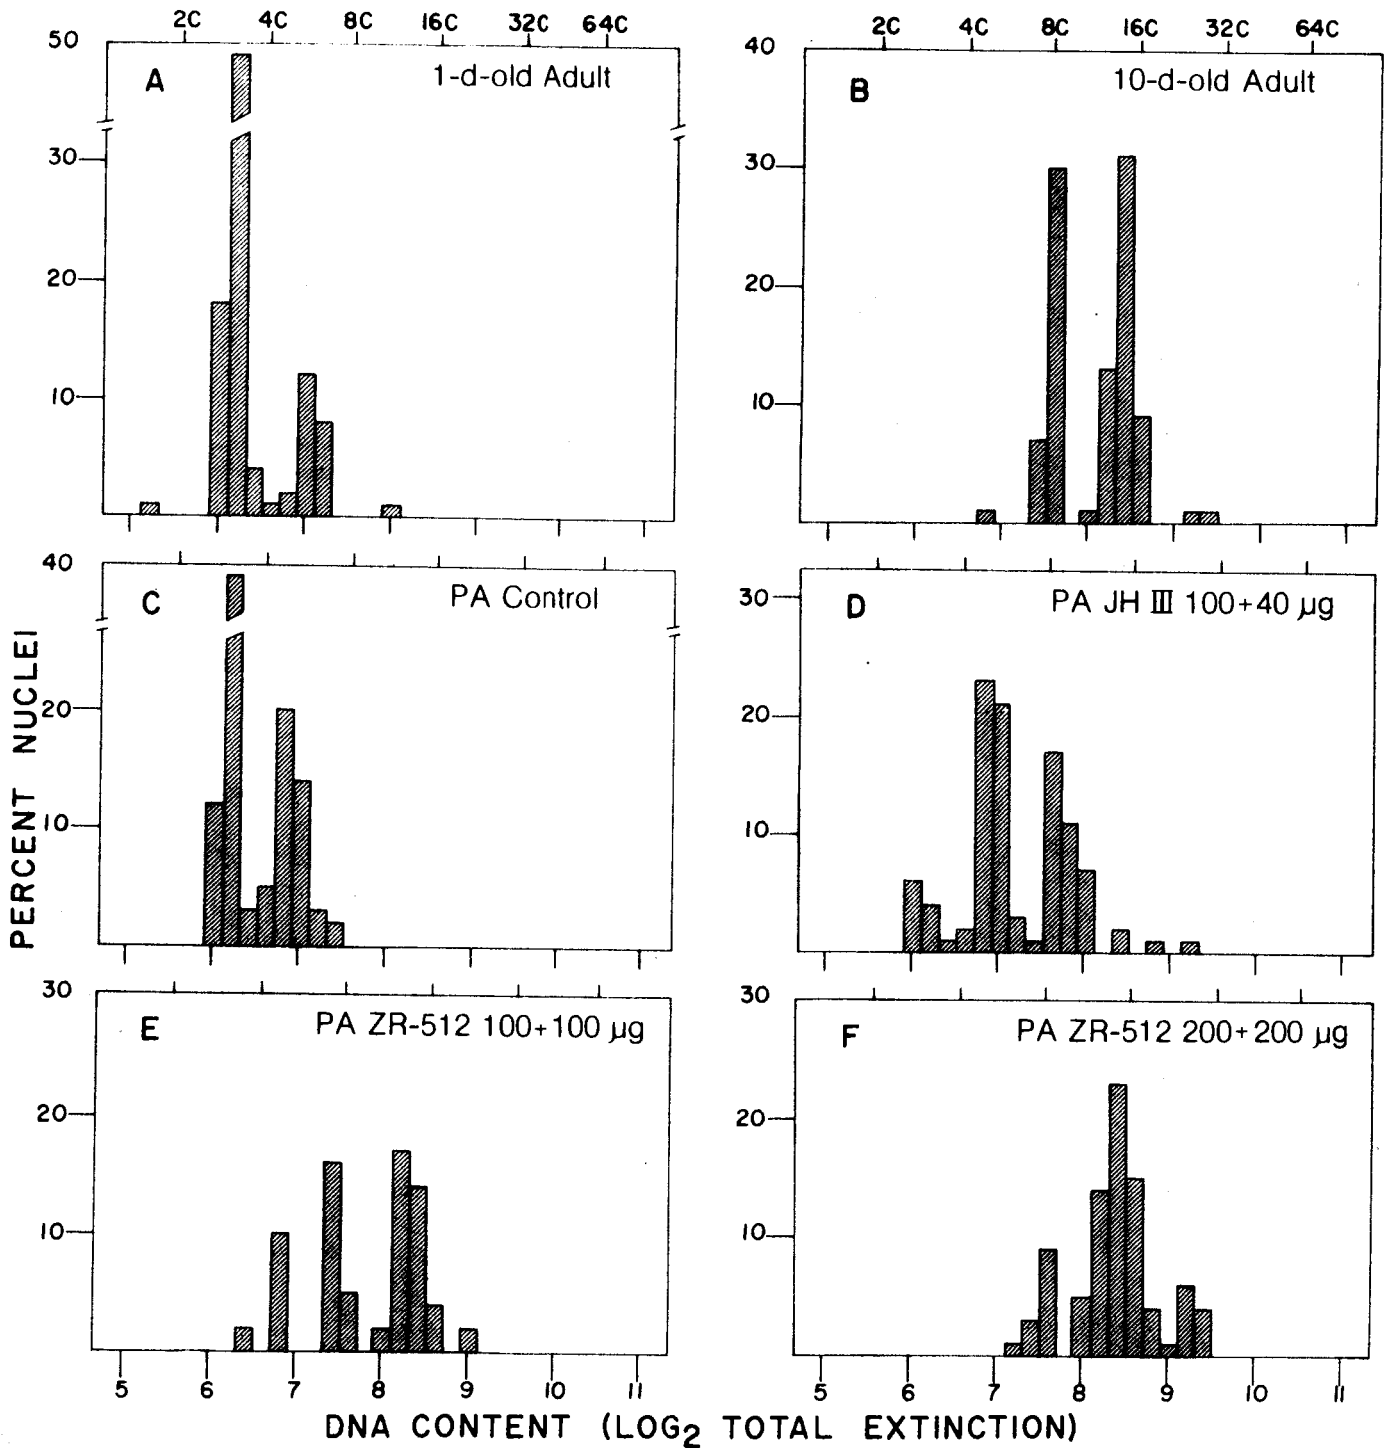 2C 4C 8C 16C 32C 64C
2C 4C 8C 16C 32C 64C
50
A
1-d-old Adult
30
20
10
40
B
10-d-old Adult
30
20
10
40
C
PA Control
20
10
D
PA JH III 100+40 µg
30
20
10
30
E
PA ZR-512 100+100 µg
20
10
30
F
PA ZR-512 200+200 µg
20
10
5 6 7 8 9 10 11
5 6 7 8 9 10 11
PERCENT NUCLEI
DNA CONTENT (LOG2 TOTAL EXTINCTION)